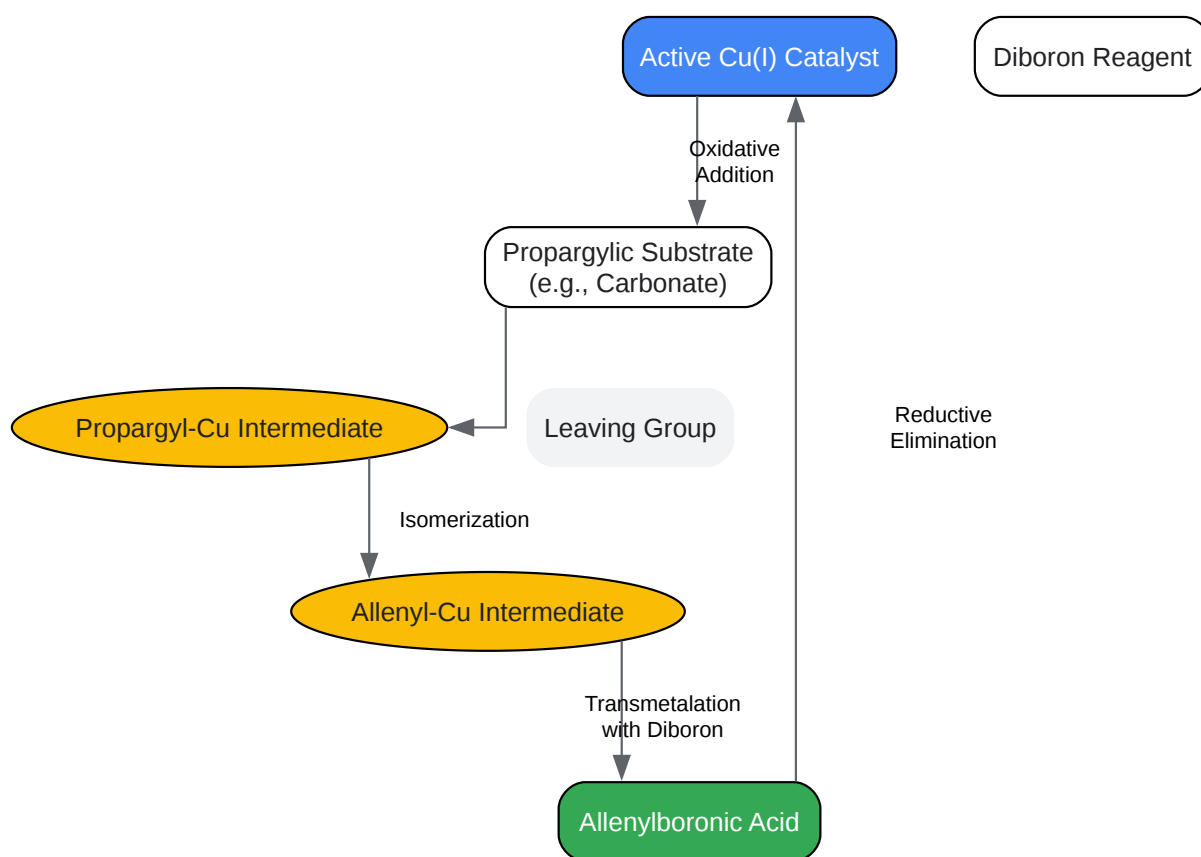 Active Cu(I) Catalyst
Diboron Reagent
Oxidative
Addition
Propargylic Substrate
(e.g., Carbonate)
Propargyl-Cu Intermediate
Leaving Group
Reductive
Elimination
Isomerization
Allenyl-Cu Intermediate
Transmetalation
with Diboron
Allenylboronic Acid